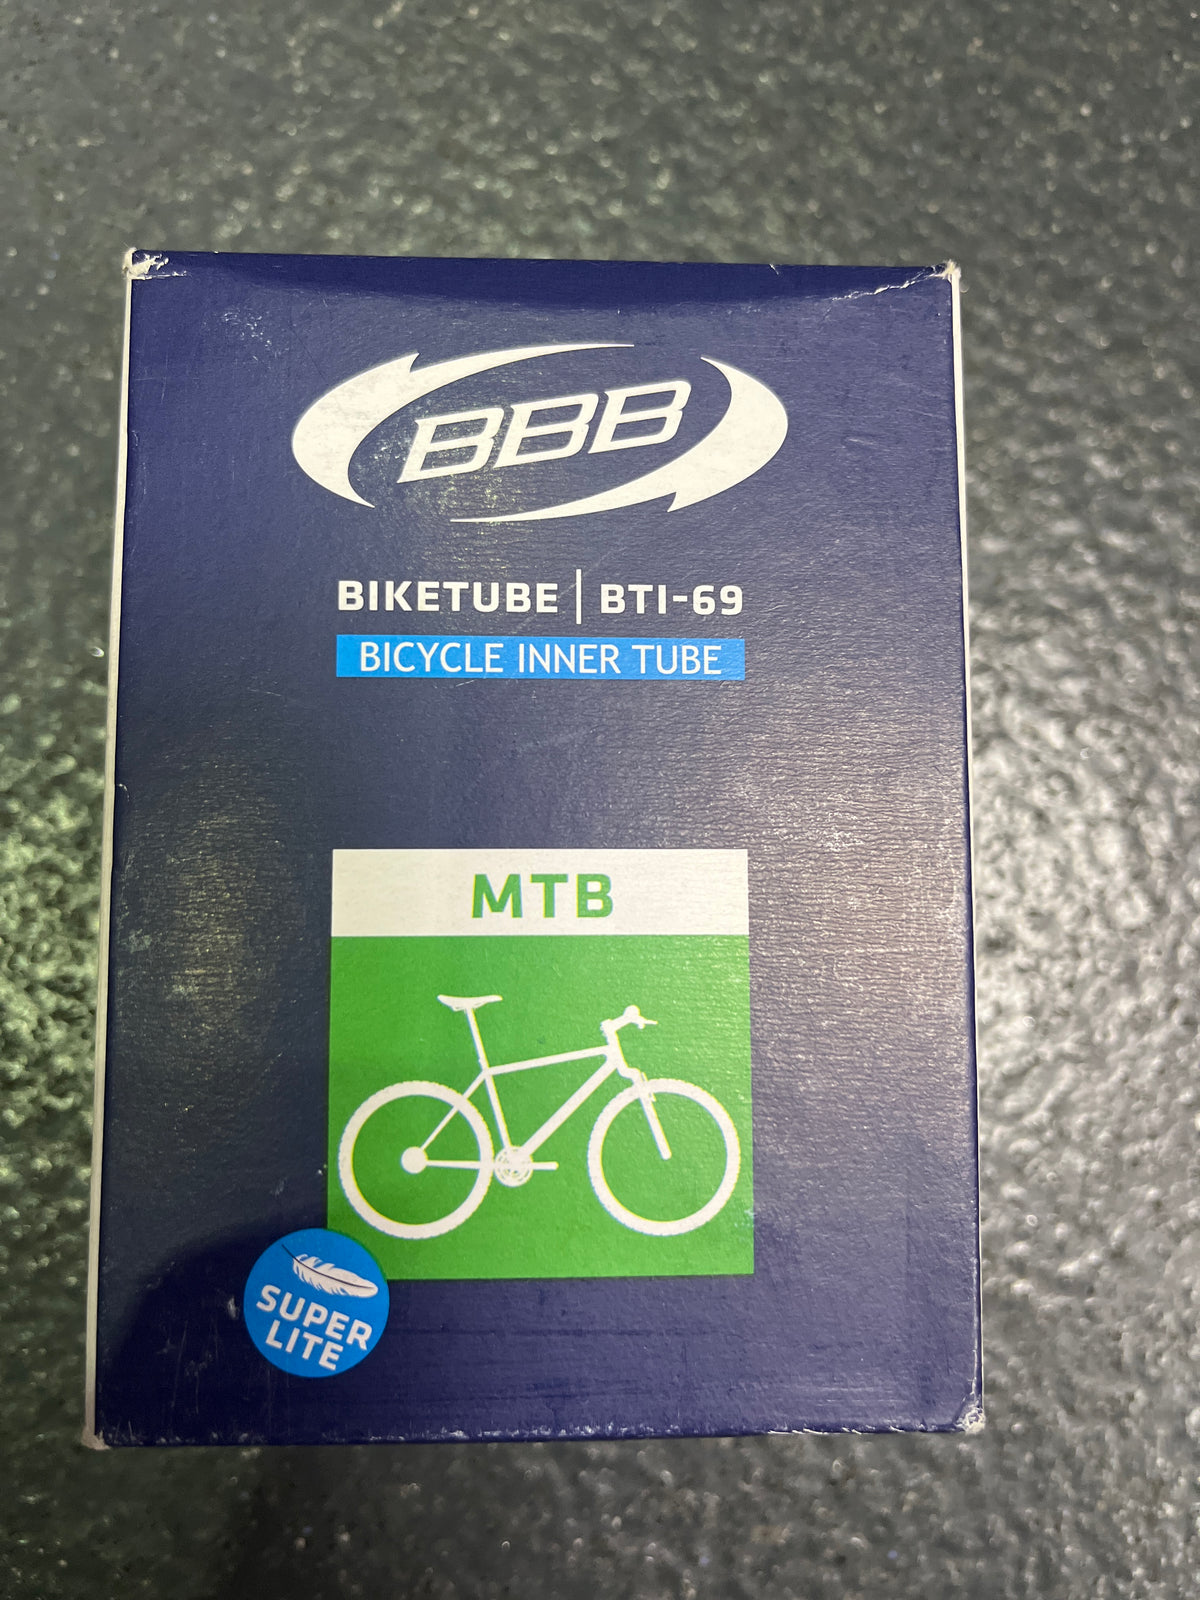 BBB
BIKETUBE | BTI-69
BICYCLE INNER TUBE
MTB
SUPER
LITE